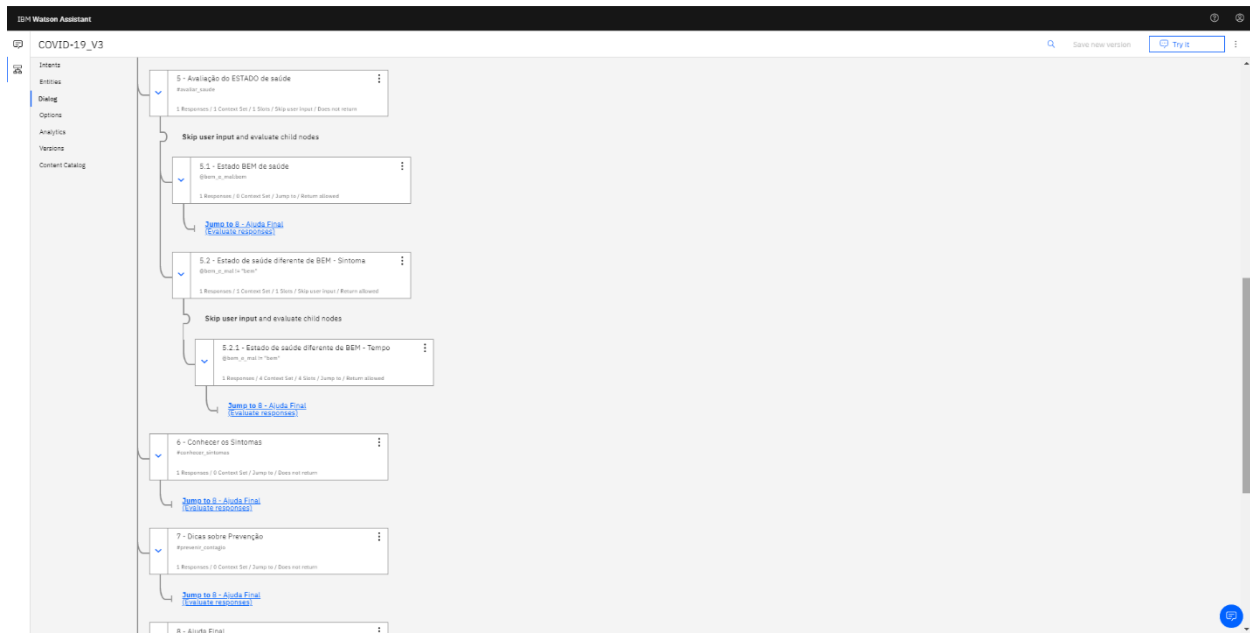 IBM Watson Assistant
COVID-19_V3
Save new version
Try it
Intents
Entities
Dialog
Options
Analytics
Versions
Content Catalog
5 - Avaliação do ESTADO de saúde
#avaliar_saude
1 Responses / 1 Context Set / 1 Slots / Skip user input / Does not return
Skip user input and evaluate child nodes
5.1 - Estado BEM de saúde
@bem_o_mal:bem
1 Responses / 0 Context Set / Jump to / Return allowed
Jump to 8 - Ajuda Final
(Evaluate responses)
5.2 - Estado de saúde diferente de BEM - Sintoma
@bem_o_mal != "bem"
1 Responses / 1 Context Set / 1 Slots / Skip user input / Return allowed
Skip user input and evaluate child nodes
5.2.1 - Estado de saúde diferente de BEM - Tempo
@bem_o_mal != "bem"
1 Responses / 4 Context Set / 4 Slots / Jump to / Return allowed
Jump to 8 - Ajuda Final
(Evaluate responses)
6 - Conhecer os Sintomas
#conhecer_sintomas
1 Responses / 0 Context Set / Jump to / Does not return
Jump to 8 - Ajuda Final
(Evaluate responses)
7 - Dicas sobre Prevenção
#prevenir_contagio
1 Responses / 0 Context Set / Jump to / Does not return
Jump to 8 - Ajuda Final
(Evaluate responses)
8 - Ajuda Final